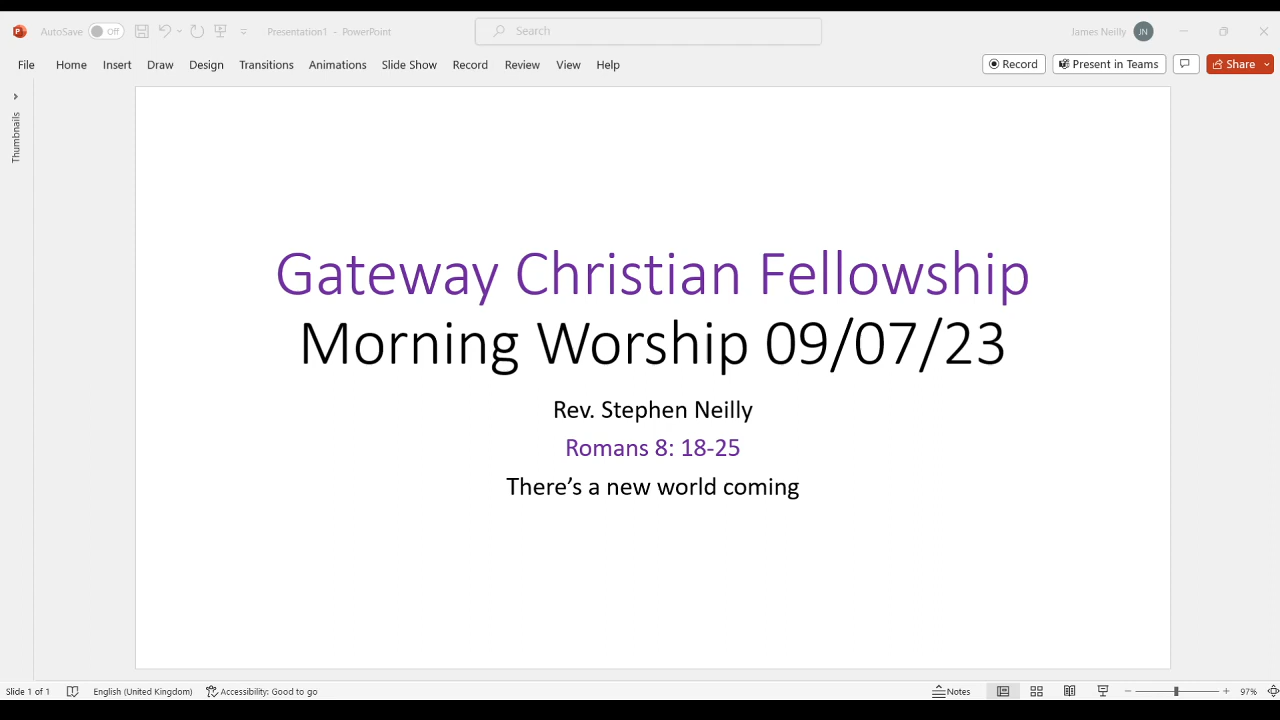 AutoSave Off Presentation1 - PowerPoint Search James Neilly JN
File Home Insert Draw Design Transitions Animations Slide Show Record Review View Help Record Present in Teams Share
Thumbnails
Gateway Christian Fellowship
Morning Worship 09/07/23
Rev. Stephen Neilly
Romans 8: 18-25
There’s a new world coming
Slide 1 of 1 English (United Kingdom) Accessibility: Good to go Notes 97%